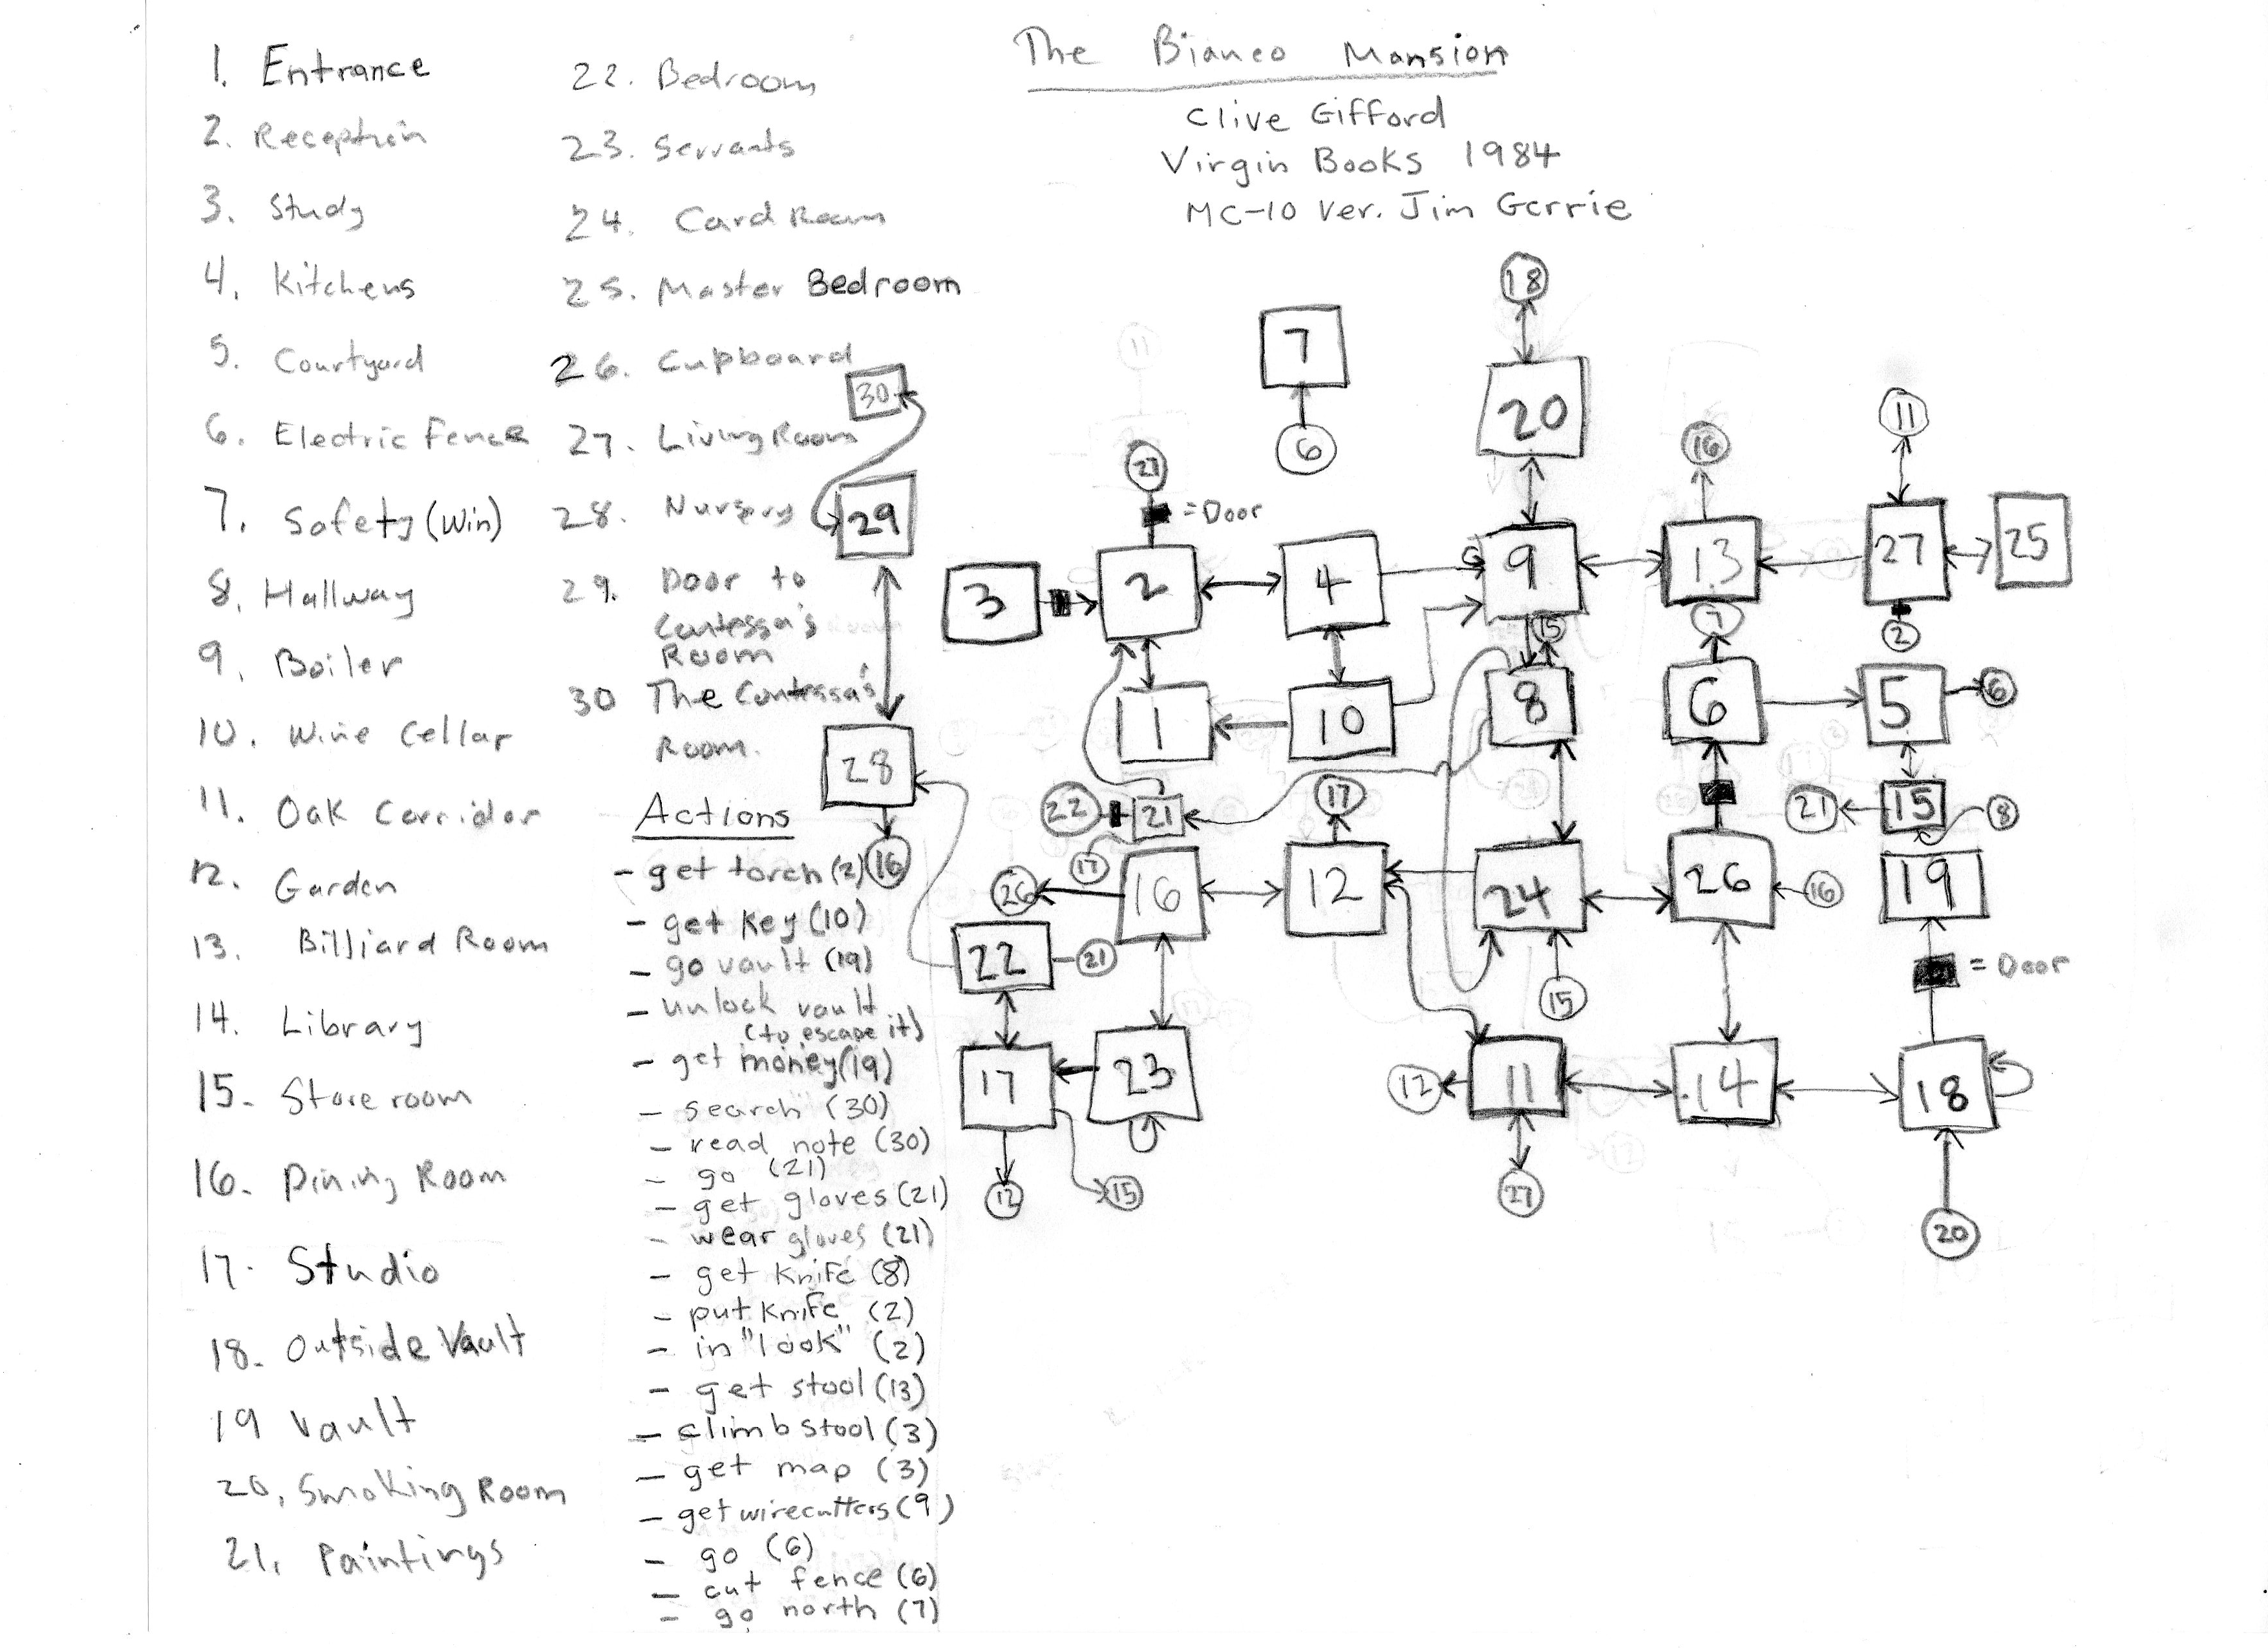 The Bianco Mansion
Clive Gifford
Virgin Books 1984
MC-10 Ver. Jim Gerrie
1. Entrance
2. Reception
3. Study
4. Kitchens
5. Courtyard
6. Electric Fence
7. Safety (Win)
8. Hallway
9. Boiler
10. Wine Cellar
11. Oak Corridor
12. Garden
13. Billiard Room
14. Library
15. Store room
16. Dining Room
17. Studio
18. Outside Vault
19 Vault
20. Smoking Room
21. Paintings
22. Bedroom
23. Servants
24. Card Room
25. Master Bedroom
26. Cupboard
27. Living Room
28. Nursery
29. Door to
Contessa's
Room
30 The Contessa's
Room.
Actions
- get torch (2)
- get key (10)
- go vault (19)
- unlock vault
(to escape it)
- get money (19)
- search (30)
- read note (30)
- go (21)
- get gloves (21)
- wear gloves (21)
- get knife (8)
- put knife (2)
- in "look" (2)
- get stool (13)
- climb stool (3)
- get map (3)
- get wirecutters (9)
- go (6)
- cut fence (6)
- go north (7)
18
7
30
20
11
6
16
27
29
= Door
3
2
4
9
13
27
25
15
7
2
1
10
8
6
5
6
28
22
21
17
21
15
8
16
17
26
16
12
24
26
16
19
22
21
15
= Door
17
23
12
11
14
18
12
15
27
20